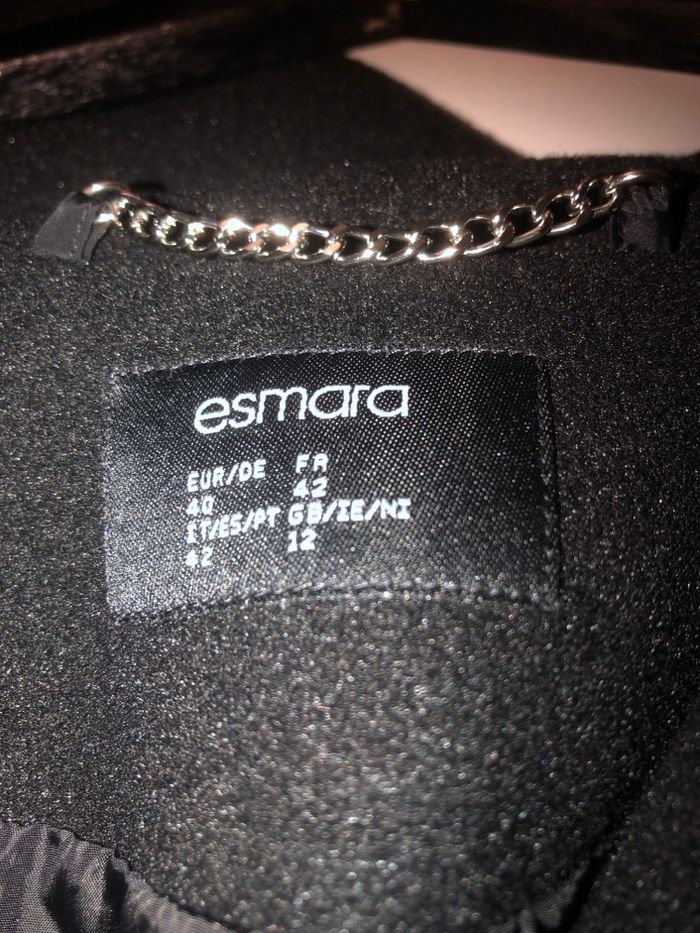 esmara
EUR/DE FR
40 42
IT/ES/PT GB/IE/NI
42 12